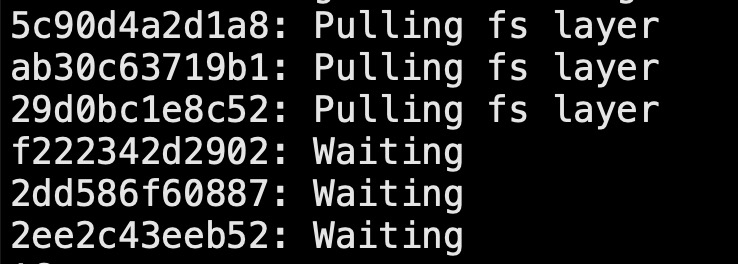 5c90d4a2d1a8: Pulling fs layer
ab30c63719b1: Pulling fs layer
29d0bc1e8c52: Pulling fs layer
f222342d2902: Waiting
2dd586f60887: Waiting
2ee2c43eeb52: Waiting